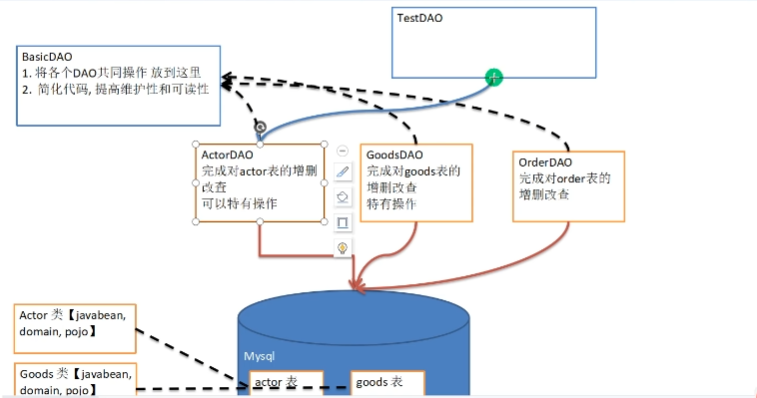 TestDAO
BasicDAO
1. 将各个DAO共同操作 放到这里
2. 简化代码, 提高维护性和可读性
ActorDAO
完成对actor表的增删
改查
可以特有操作
GoodsDAO
完成对goods表的
增删改查
特有操作
OrderDAO
完成对order表的
增删改查
Actor 类【javabean,
domain, pojo】
Mysql
Goods 类【javabean,
domain, pojo】
actor 表
goods 表